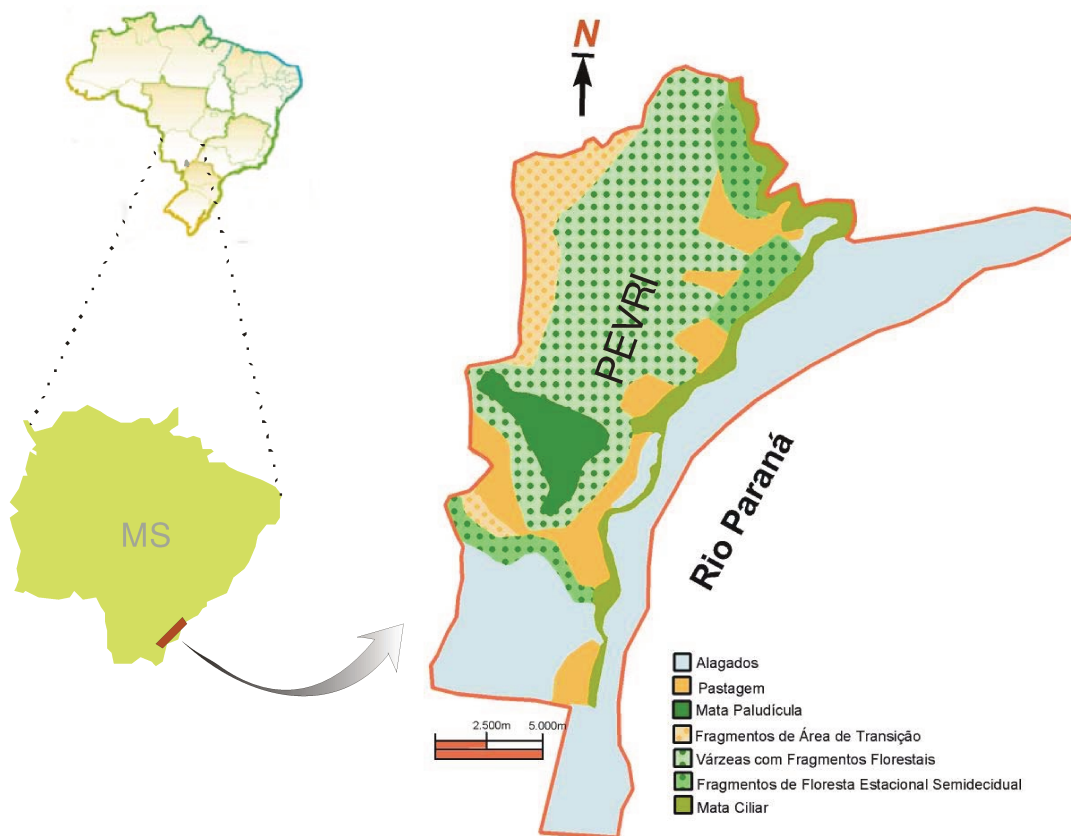 N
PEVRI
MS
Rio Paraná
2.500m 5.000m
Alagados
Pastagem
Mata Paludícula
Fragmentos de Área de Transição
Várzeas com Fragmentos Florestais
Fragmentos de Floresta Estacional Semidecidual
Mata Ciliar